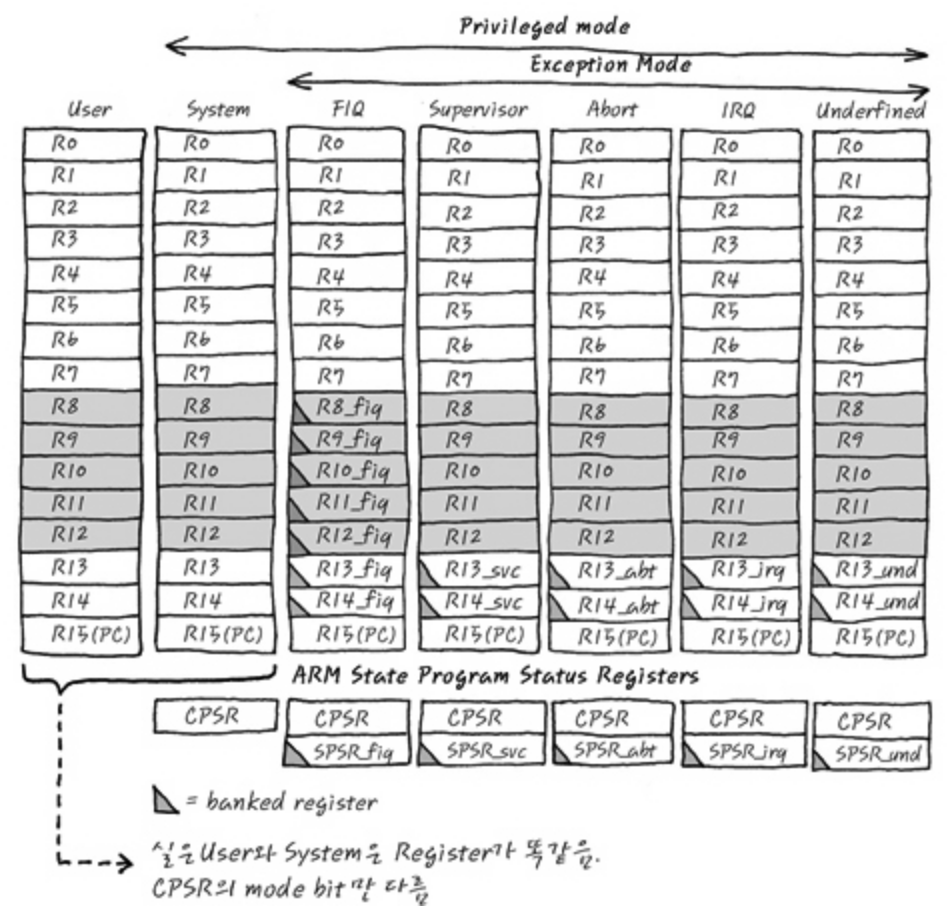 Privileged mode
Exception Mode
User System FIQ Supervisor Abort IRQ Underfined
R0 R0 R0 R0 R0 R0 R0
R1 R1 R1 R1 R1 R1 R1
R2 R2 R2 R2 R2 R2 R2
R3 R3 R3 R3 R3 R3 R3
R4 R4 R4 R4 R4 R4 R4
R5 R5 R5 R5 R5 R5 R5
R6 R6 R6 R6 R6 R6 R6
R7 R7 R7 R7 R7 R7 R7
R8 R8 R8_fiq R8 R8 R8 R8
R9 R9 R9_fiq R9 R9 R9 R9
R10 R10 R10_fiq R10 R10 R10 R10
R11 R11 R11_fiq R11 R11 R11 R11
R12 R12 R12_fiq R12 R12 R12 R12
R13 R13 R13_fiq R13_svc R13_abt R13_irq R13_und
R14 R14 R14_fiq R14_svc R14_abt R14_irq R14_und
R15(PC) R15(PC) R15(PC) R15(PC) R15(PC) R15(PC) R15(PC)
ARM State Program Status Registers
CPSR CPSR CPSR CPSR CPSR CPSR
SPSR_fiq SPSR_svc SPSR_abt SPSR_irq SPSR_und
= banked register
실은 User와 System은 Register가 똑같음.
CPSR의 mode bit만 다름